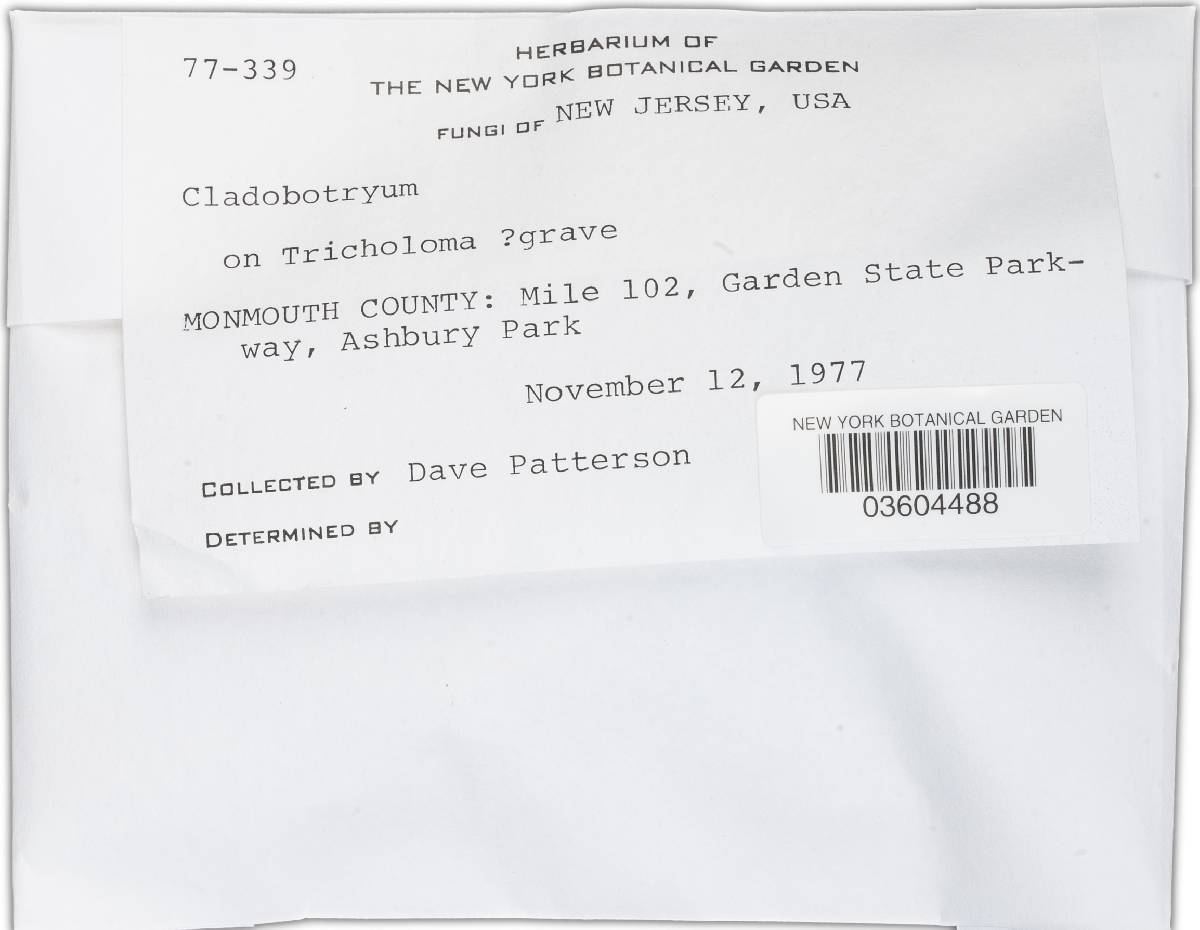 77-339
HERBARIUM OF
THE NEW YORK BOTANICAL GARDEN
FUNGI OF NEW JERSEY, USA
Cladobotryum
on Tricholoma ?grave
MONMOUTH COUNTY: Mile 102, Garden State Park-
way, Ashbury Park
November 12, 1977
COLLECTED BY Dave Patterson
DETERMINED BY
NEW YORK BOTANICAL GARDEN
03604488